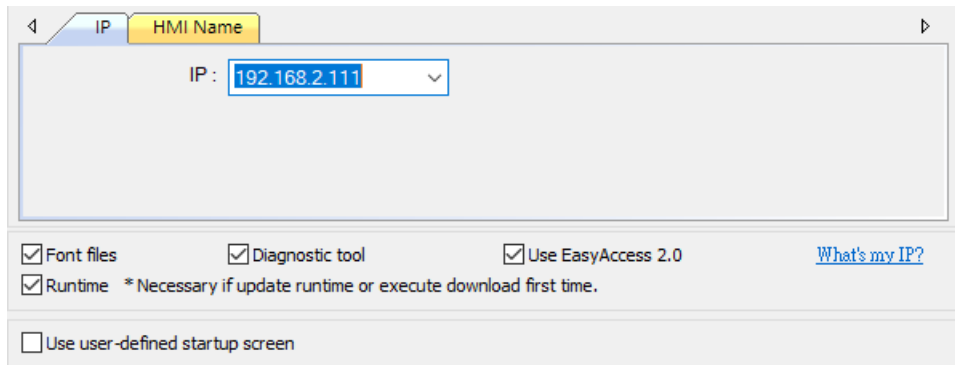 IP HMI Name
IP : 192.168.2.111
Font files Diagnostic tool Use EasyAccess 2.0 What's my IP?
Runtime * Necessary if update runtime or execute download first time.
Use user-defined startup screen